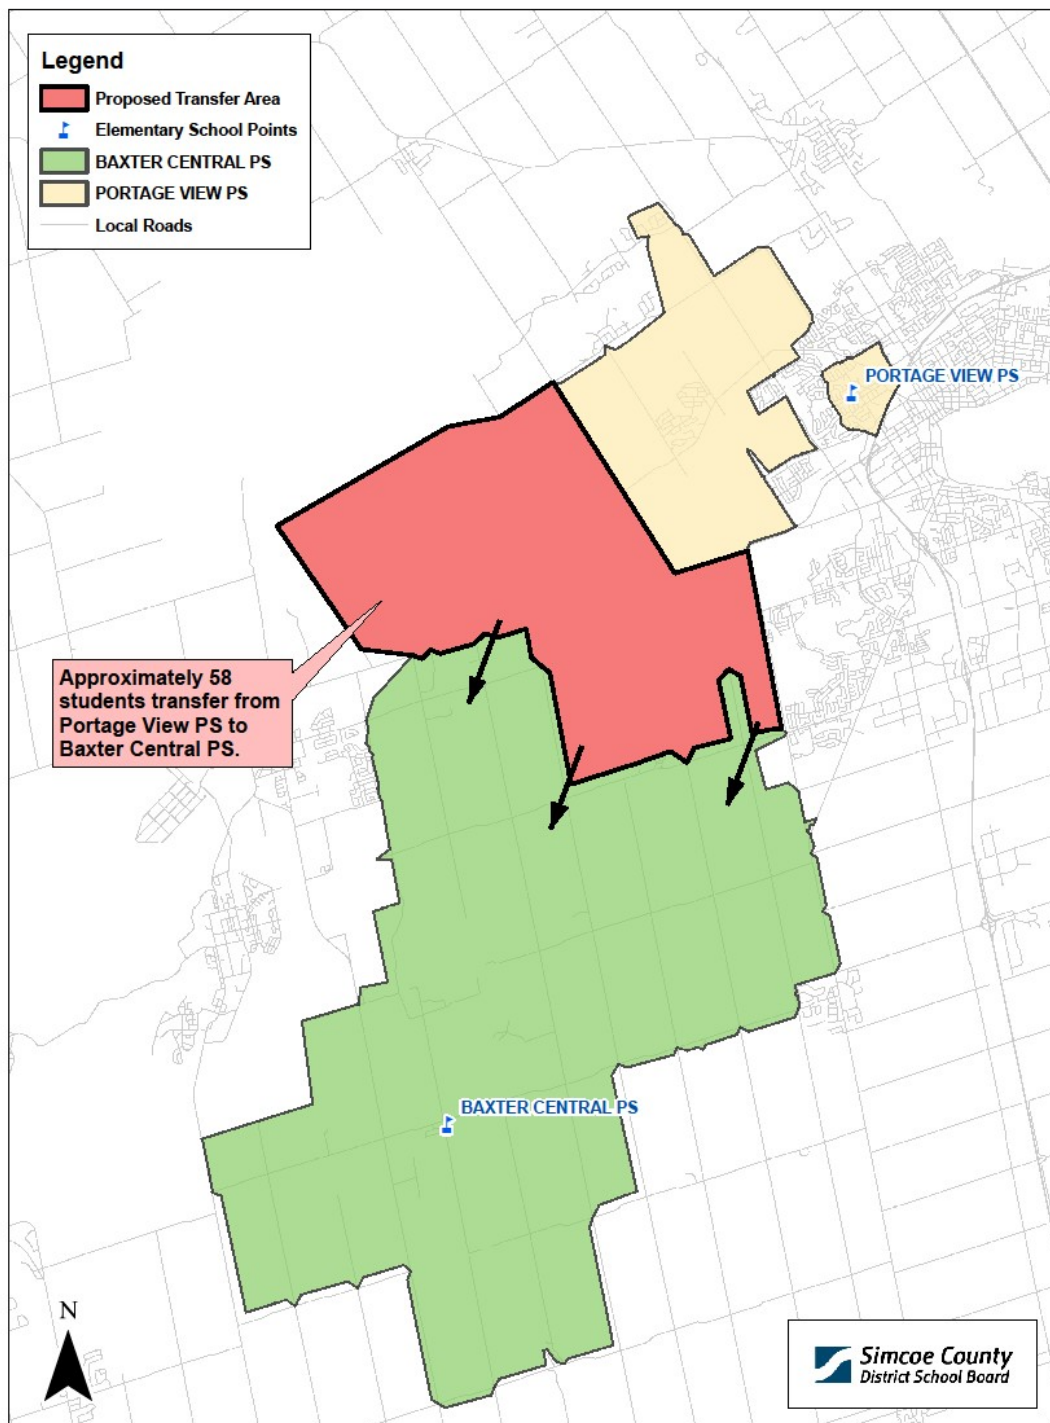 Legend
Proposed Transfer Area
Elementary School Points
BAXTER CENTRAL PS
PORTAGE VIEW PS
Local Roads
PORTAGE VIEW PS
Approximately 58
students transfer from
Portage View PS to
Baxter Central PS.
BAXTER CENTRAL PS
N
Simcoe County
District School Board